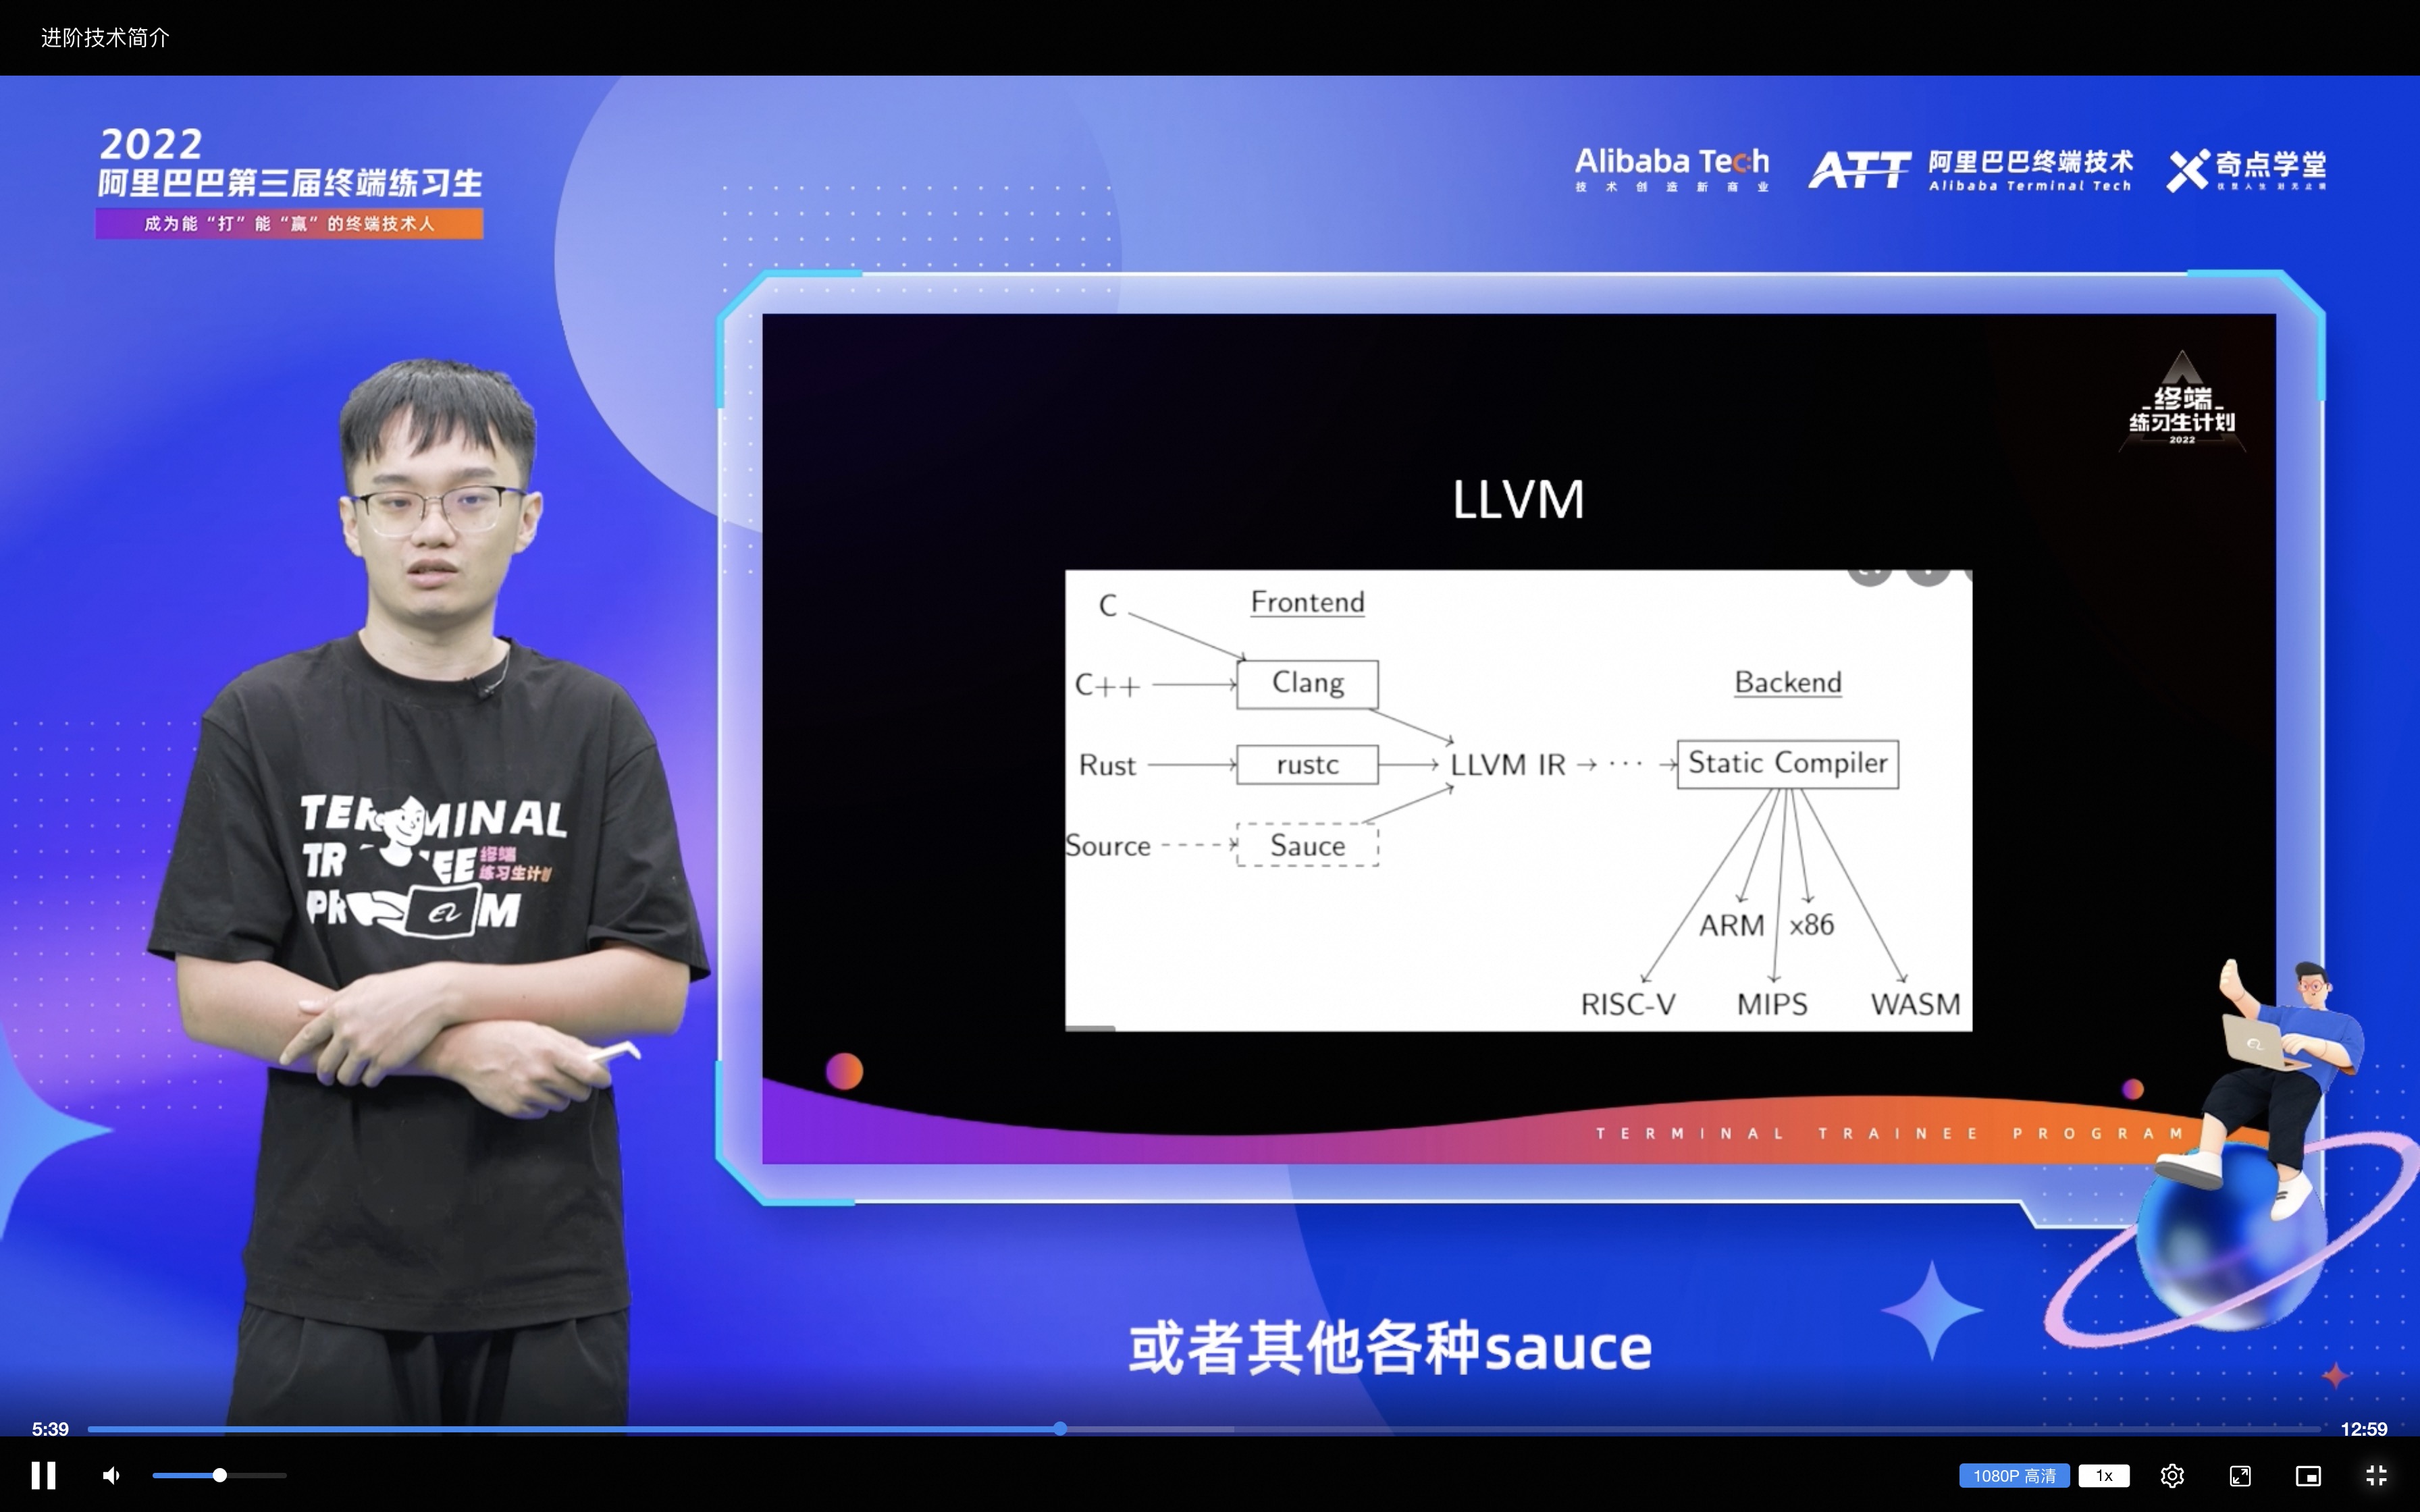 进阶技术简介
2022
阿里巴巴第三届终端练习生
成为能“打”能“赢”的终端技术人
Alibaba Tech
技术创造新商业
ATT
阿里巴巴终端技术
Alibaba Terminal Tech
奇点学堂
终端
练习生计划
2022
LLVM
C
Frontend
C++
Clang
Backend
Rust
rustc
LLVM IR
···
Static Compiler
Source
Sauce
ARM
x86
RISC-V
MIPS
WASM
TERMINAL TRAINEE PROGRAM
TERMINAL
TR EE
终端
练习生计划
PR M
或者其他各种sauce
5:39
12:59
1080P 高清
1x